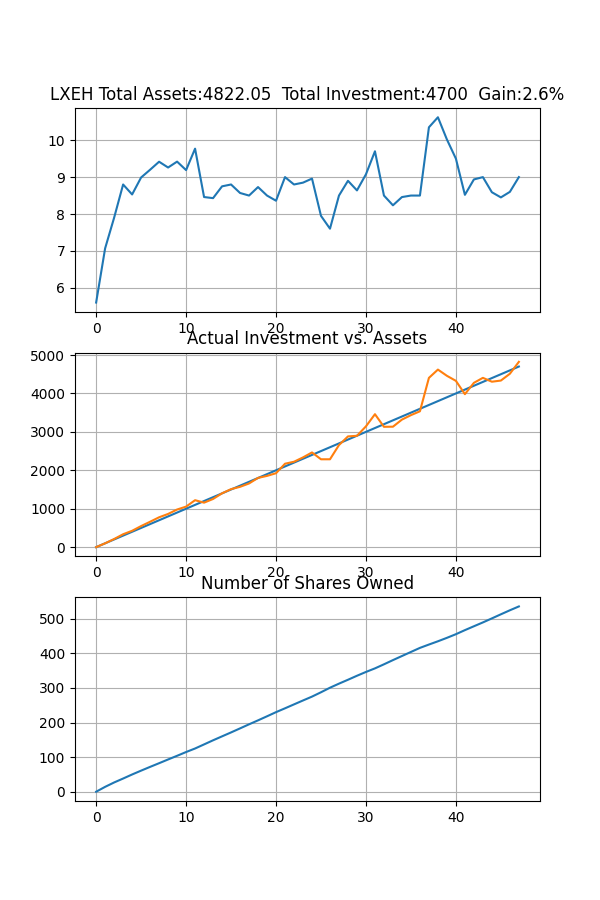 LXEH Total Assets:4822.05  Total Investment:4700  Gain:2.6%
10
9
8
7
6
0 10 20 30 40
Actual Investment vs. Assets
5000
4000
3000
2000
1000
0
0 10 20 30 40
Number of Shares Owned
500
400
300
200
100
0
0 10 20 30 40